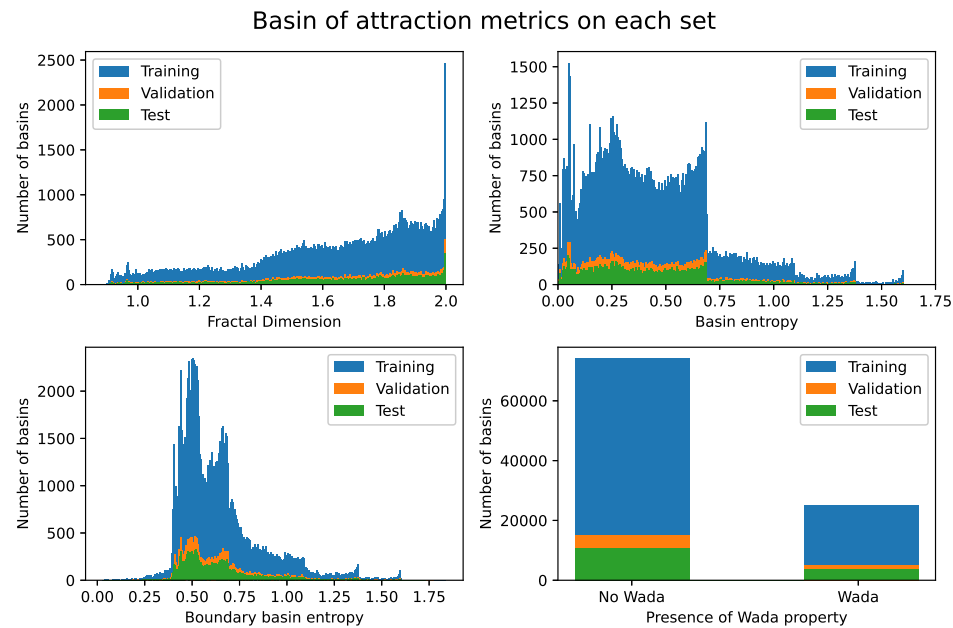 Basin of attraction metrics on each set
Number of basins
2500
2000
1500
1000
500
0
Training
Validation
Test
1.0 1.2 1.4 1.6 1.8 2.0
Fractal Dimension
Number of basins
1500
1250
1000
750
500
250
0
Training
Validation
Test
0.00 0.25 0.50 0.75 1.00 1.25 1.50 1.75
Basin entropy
Number of basins
2000
1500
1000
500
0
Training
Validation
Test
0.00 0.25 0.50 0.75 1.00 1.25 1.50 1.75
Boundary basin entropy
Number of basins
60000
40000
20000
0
Training
Validation
Test
No Wada Wada
Presence of Wada property